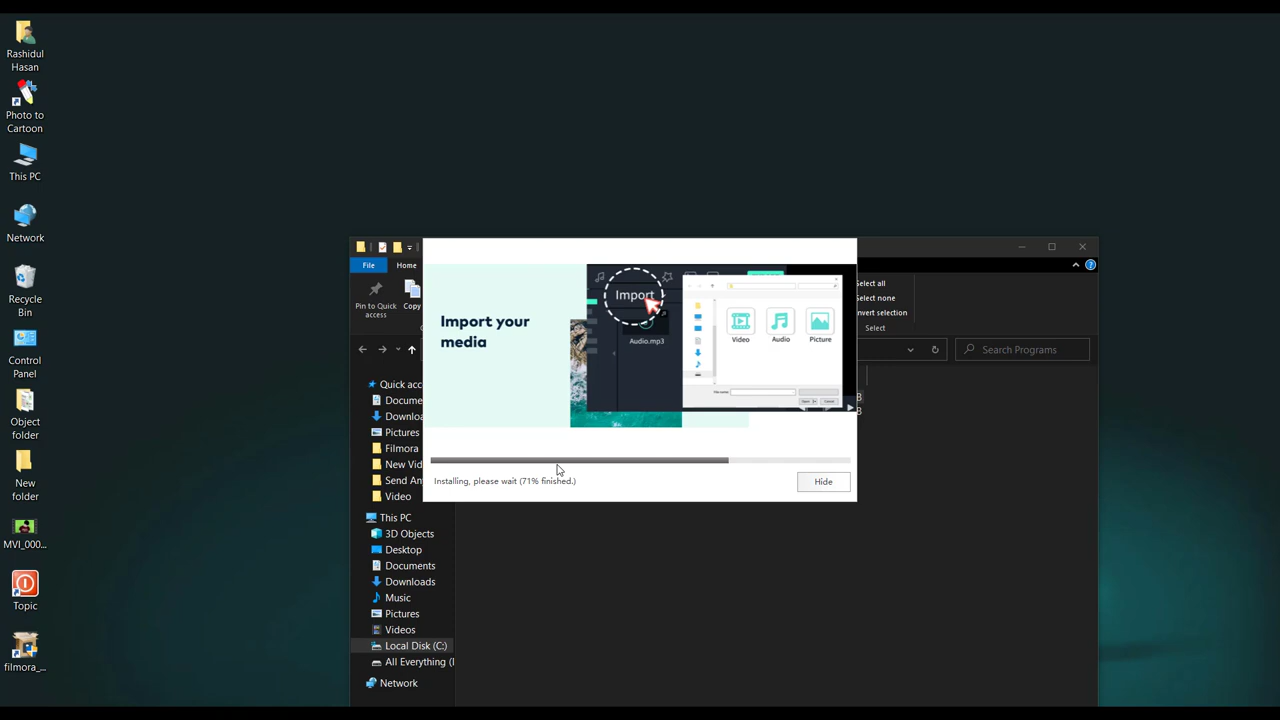 Rashidul
Hasan
Photo to
Cartoon
This PC
Network
Recycle
Bin
Control
Panel
Object
folder
New
folder
MVI_000...
Topic
filmora_...
File
Home
Pin to Quick
access
Copy
Select all
Select none
Invert selection
Select
Search Programs
Quick acc
Docume
Downloa
Pictures
Filmora
New Vid
Send An
Video
This PC
3D Objects
Desktop
Documents
Downloads
Music
Pictures
Videos
Local Disk (C:)
All Everything (
Network
Import your
media
Import
Audio.mp3
Video
Audio
Picture
File name:
Open
Cancel
Installing, please wait (71% finished.)
Hide